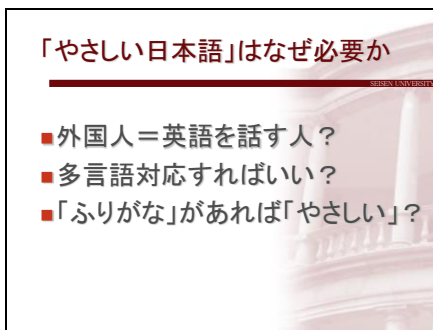 「やさしい日本語」はなぜ必要か
SEISEN UNIVERSITY
■外国人＝英語を話す人？
■多言語対応すればいい？
■「ふりがな」があれば「やさしい」？